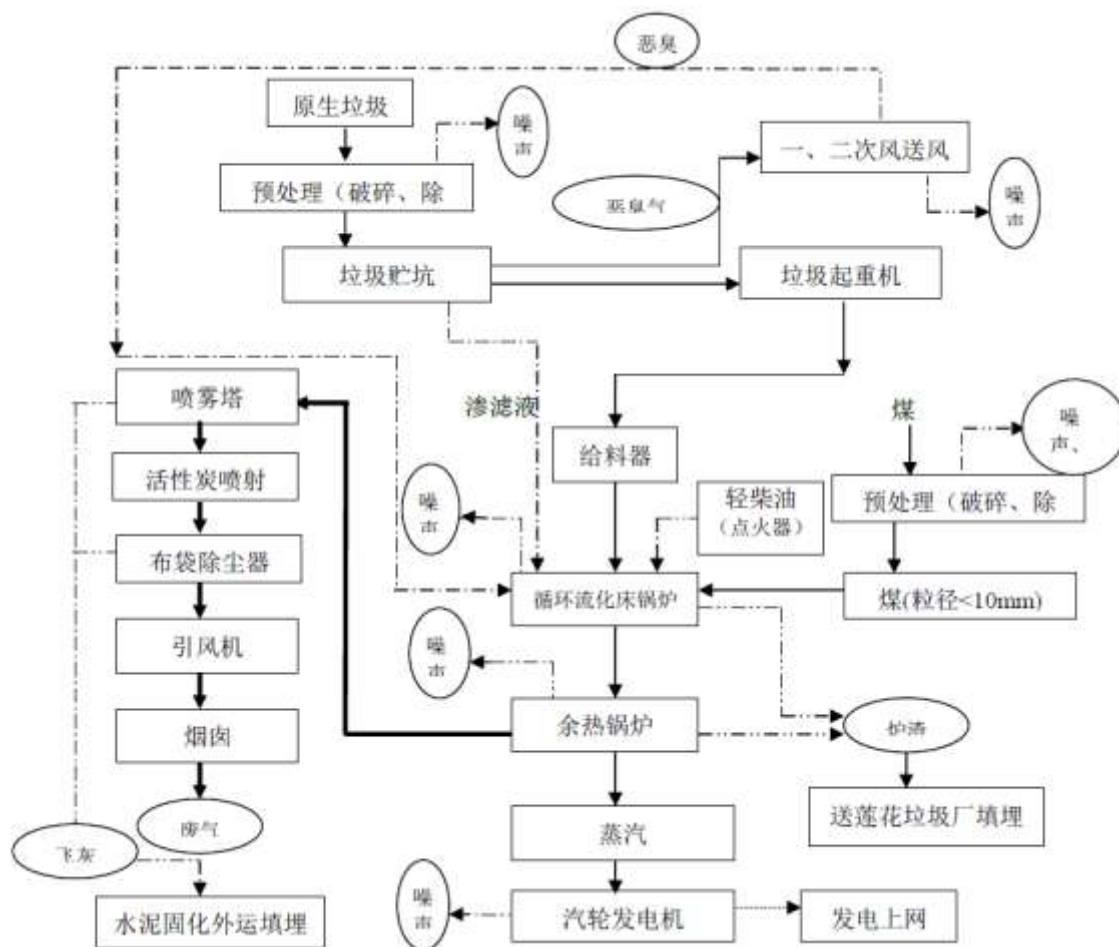 恶臭
原生垃圾
噪
声
一、二次风送风
预处理（破碎、除
恶臭气
噪
声
垃圾贮坑
垃圾起重机
喷雾塔
渗滤液
煤
噪
声、
给料器
活性炭喷射
噪
声
轻柴油
（点火器）
预处理（破碎、除
布袋除尘器
循环流化床锅炉
煤(粒径<10mm)
引风机
噪
声
烟囱
余热锅炉
炉渣
废气
蒸汽
送莲花垃圾厂填埋
飞灰
噪
声
水泥固化外运填埋
汽轮发电机
发电上网